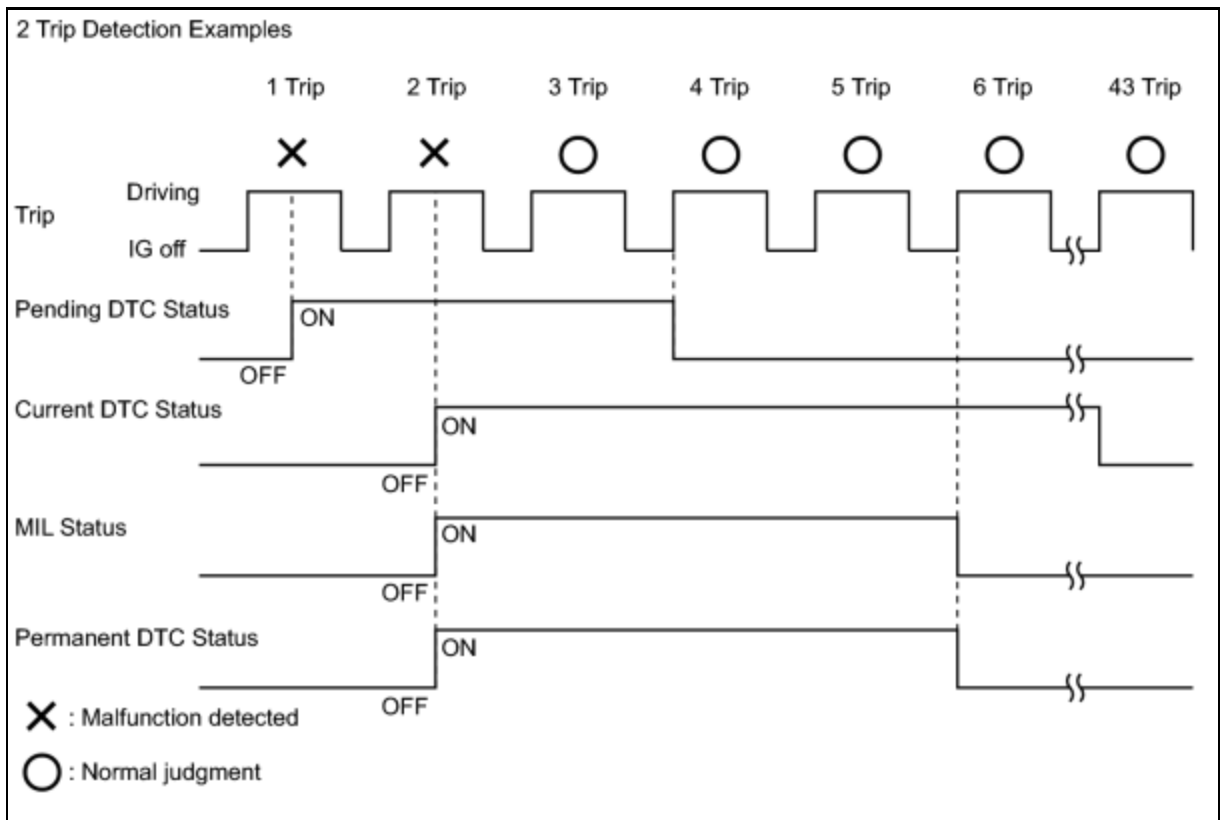 2 Trip Detection Examples
1 Trip 2 Trip 3 Trip 4 Trip 5 Trip 6 Trip 43 Trip
Driving
Trip
IG off
Pending DTC Status
ON
OFF
Current DTC Status
ON
OFF
MIL Status
ON
OFF
Permanent DTC Status
ON
OFF
: Malfunction detected
: Normal judgment